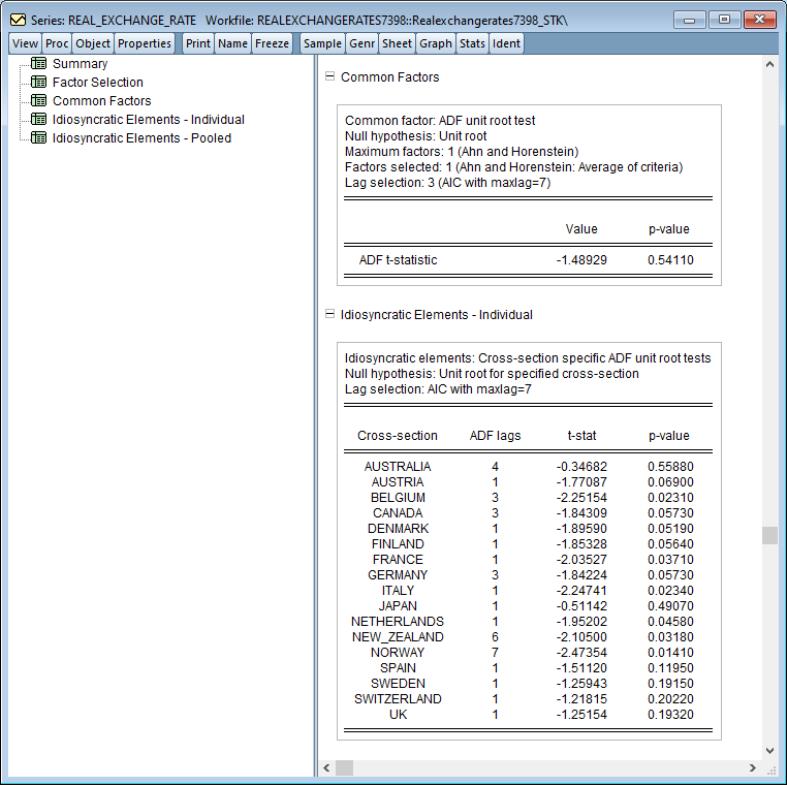 Series: REAL_EXCHANGE_RATE Workfile: REALEXCHANGERATES7398::Realexchangerates7398_STK\
View Proc Object Properties Print Name Freeze Sample Genr Sheet Graph Stats Ident
Summary
Factor Selection
Common Factors
Idiosyncratic Elements - Individual
Idiosyncratic Elements - Pooled
Common Factors
Common factor: ADF unit root test
Null hypothesis: Unit root
Maximum factors: 1 (Ahn and Horenstein)
Factors selected: 1 (Ahn and Horenstein: Average of criteria)
Lag selection: 3 (AIC with maxlag=7)
Value p-value
ADF t-statistic -1.48929 0.54110
Idiosyncratic Elements - Individual
Idiosyncratic elements: Cross-section specific ADF unit root tests
Null hypothesis: Unit root for specified cross-section
Lag selection: AIC with maxlag=7
Cross-section ADF lags t-stat p-value
AUSTRALIA 4 -0.34682 0.55880
AUSTRIA 1 -1.77087 0.06900
BELGIUM 3 -2.25154 0.02310
CANADA 3 -1.84309 0.05730
DENMARK 1 -1.89590 0.05190
FINLAND 1 -1.85328 0.05640
FRANCE 1 -2.03527 0.03710
GERMANY 3 -1.84224 0.05730
ITALY 1 -2.24741 0.02340
JAPAN 1 -0.51142 0.49070
NETHERLANDS 1 -1.95202 0.04580
NEW_ZEALAND 6 -2.10500 0.03180
NORWAY 7 -2.47354 0.01410
SPAIN 1 -1.51120 0.11950
SWEDEN 1 -1.25943 0.19150
SWITZERLAND 1 -1.21815 0.20220
UK 1 -1.25154 0.19320